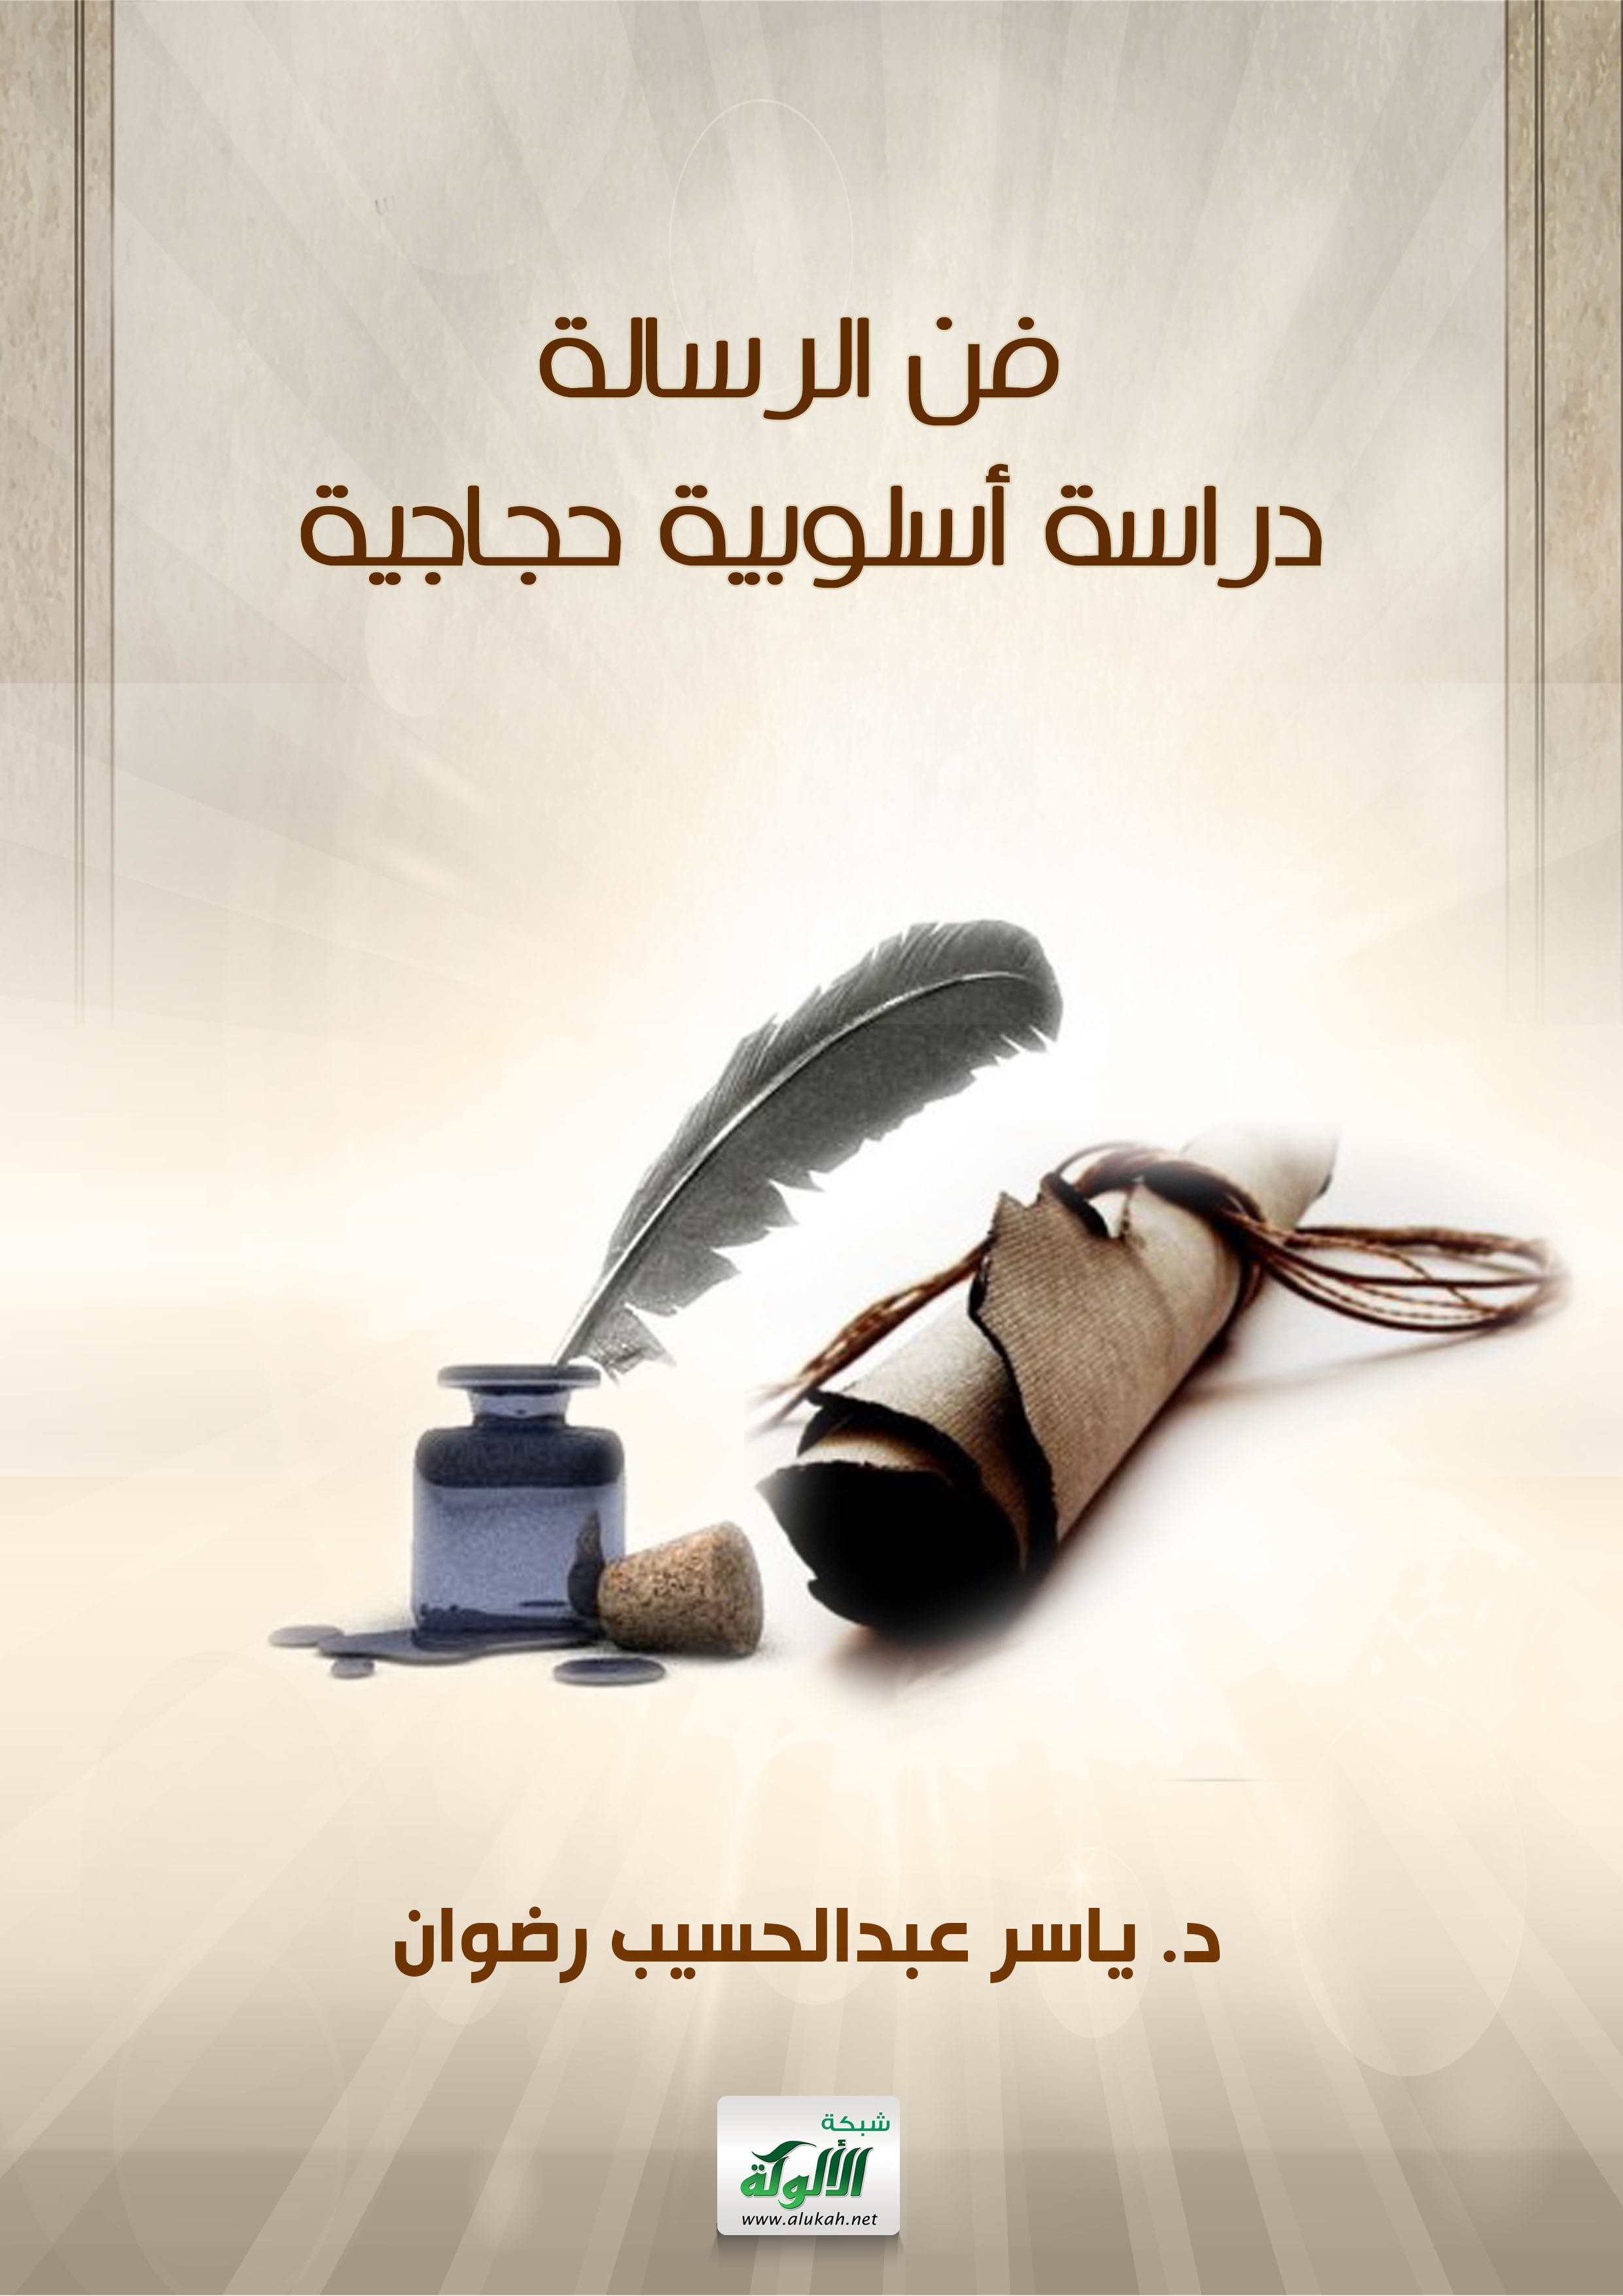 فن الرسالة
دراسة أسلوبية حجاجية
د. ياسر عبدالحسيب رضوان
شبكة
الألوكة
www.alukah.net